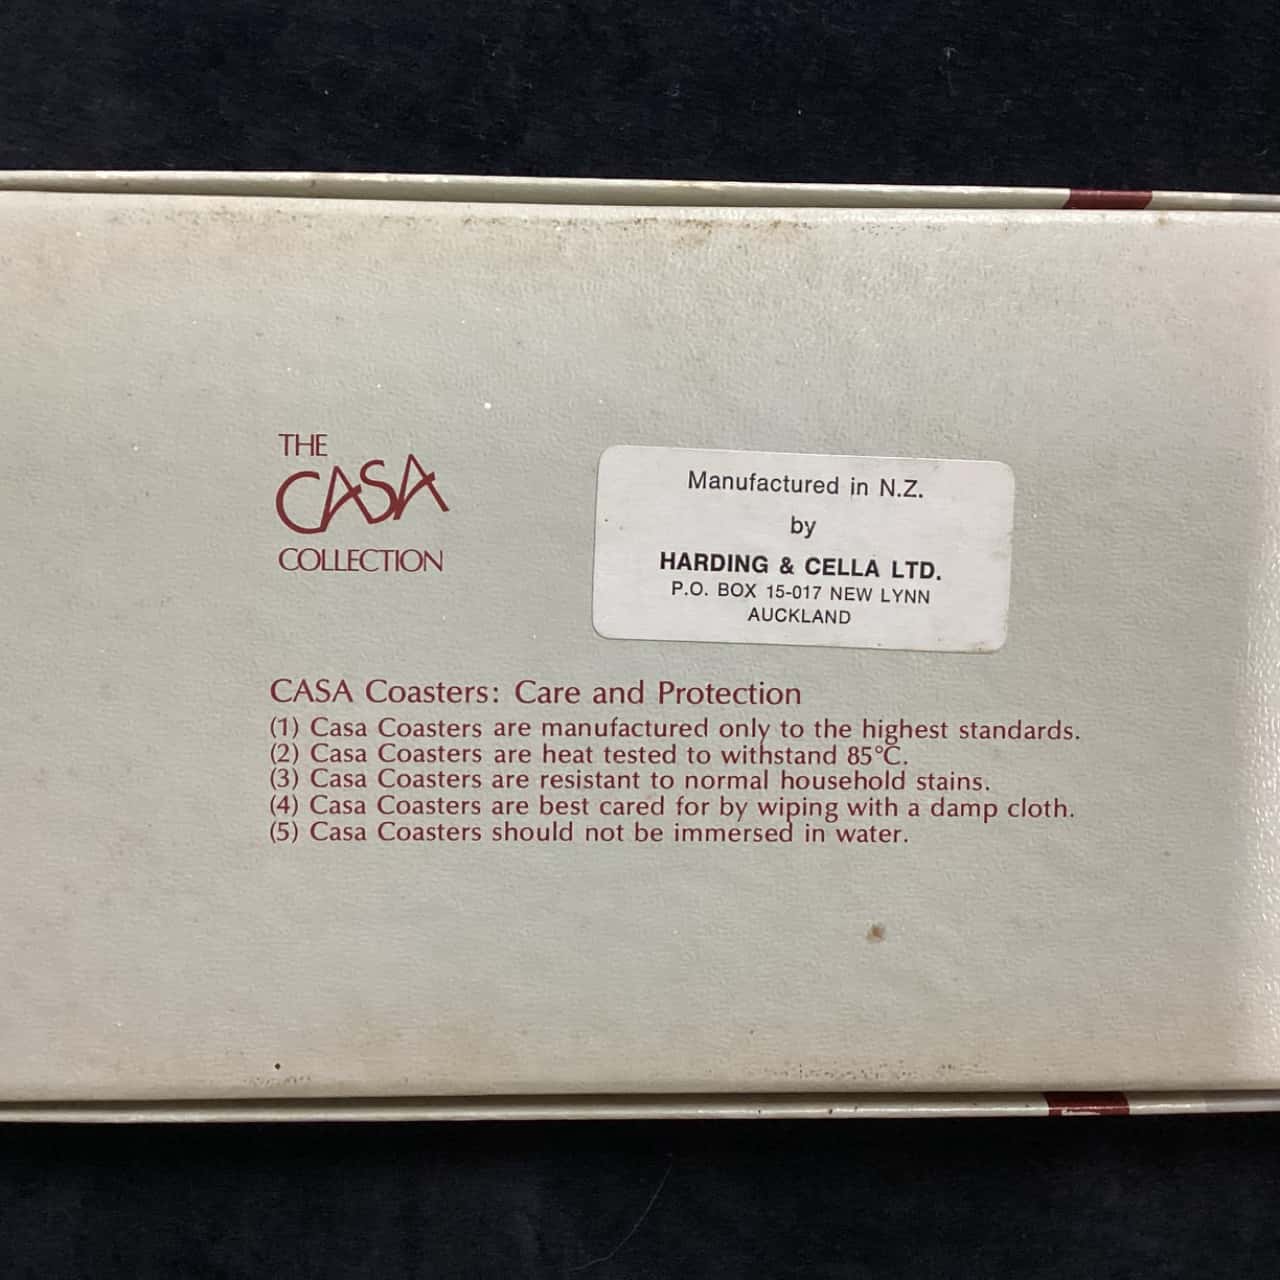 THE
CASA
COLLECTION
Manufactured in N.Z.
by
HARDING & CELLA LTD.
P.O. BOX 15-017 NEW LYNN
AUCKLAND
CASA Coasters: Care and Protection
(1) Casa Coasters are manufactured only to the highest standards.
(2) Casa Coasters are heat tested to withstand 85°C.
(3) Casa Coasters are resistant to normal household stains.
(4) Casa Coasters are best cared for by wiping with a damp cloth.
(5) Casa Coasters should not be immersed in water.